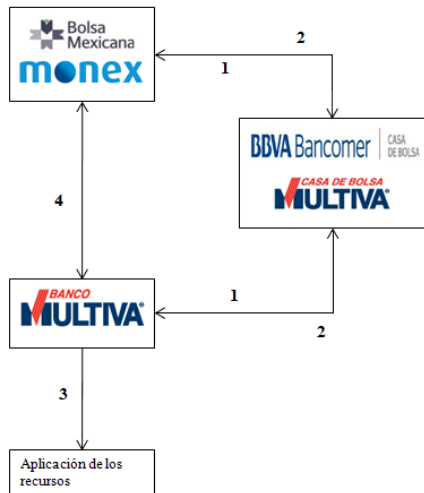 Bolsa
Mexicana
monex
2
1
BBVA Bancomer | CASA DE BOLSA
CASA DE BOLSA
MULTIVA®
4
BANCO
MULTIVA®
1
2
3
Aplicación de los
recursos